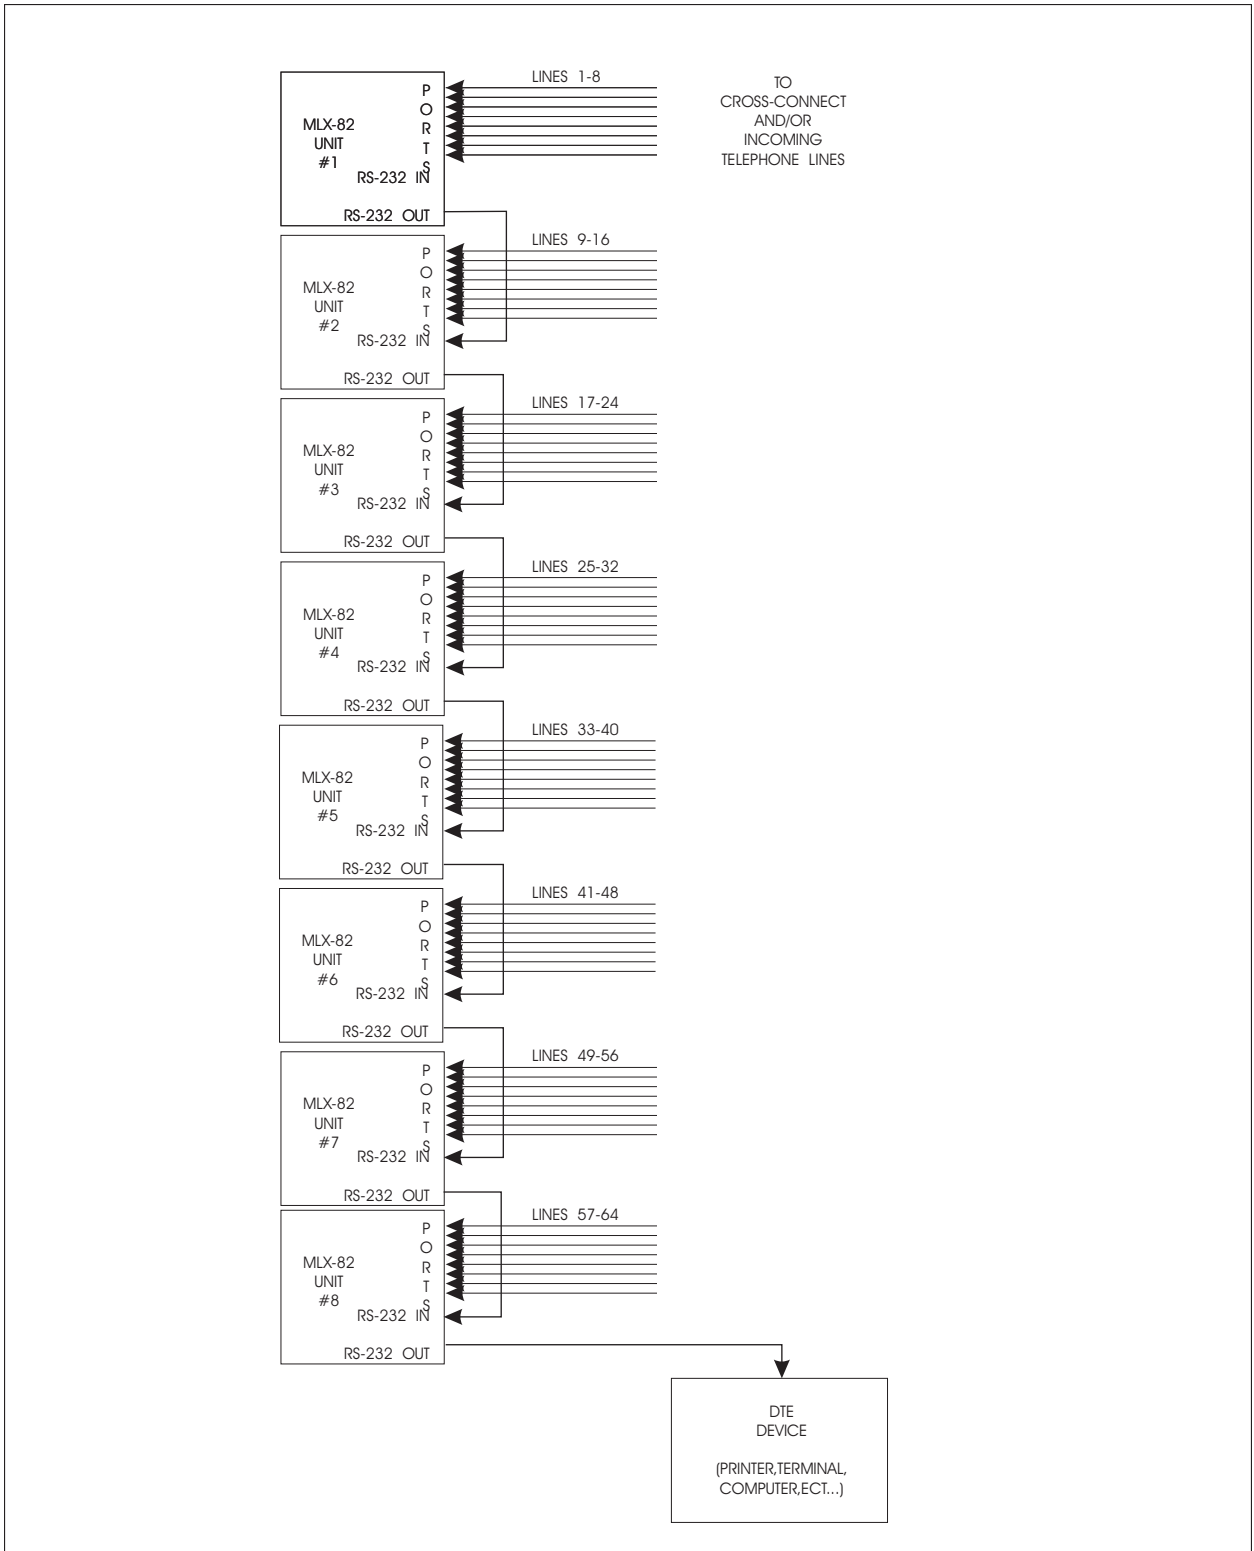 LINES 1-8
TO
CROSS-CONNECT
AND/OR
INCOMING
TELEPHONE LINES
MLX-82
UNIT
#1
P
O
R
T
S
RS-232 IN
RS-232 OUT
LINES 9-16
MLX-82
UNIT
#2
P
O
R
T
S
RS-232 IN
RS-232 OUT
LINES 17-24
MLX-82
UNIT
#3
P
O
R
T
S
RS-232 IN
RS-232 OUT
LINES 25-32
MLX-82
UNIT
#4
P
O
R
T
S
RS-232 IN
RS-232 OUT
LINES 33-40
MLX-82
UNIT
#5
P
O
R
T
S
RS-232 IN
RS-232 OUT
LINES 41-48
MLX-82
UNIT
#6
P
O
R
T
S
RS-232 IN
RS-232 OUT
LINES 49-56
MLX-82
UNIT
#7
P
O
R
T
S
RS-232 IN
RS-232 OUT
LINES 57-64
MLX-82
UNIT
#8
P
O
R
T
S
RS-232 IN
RS-232 OUT
DTE
DEVICE
(PRINTER,TERMINAL,
COMPUTER,ECT...)